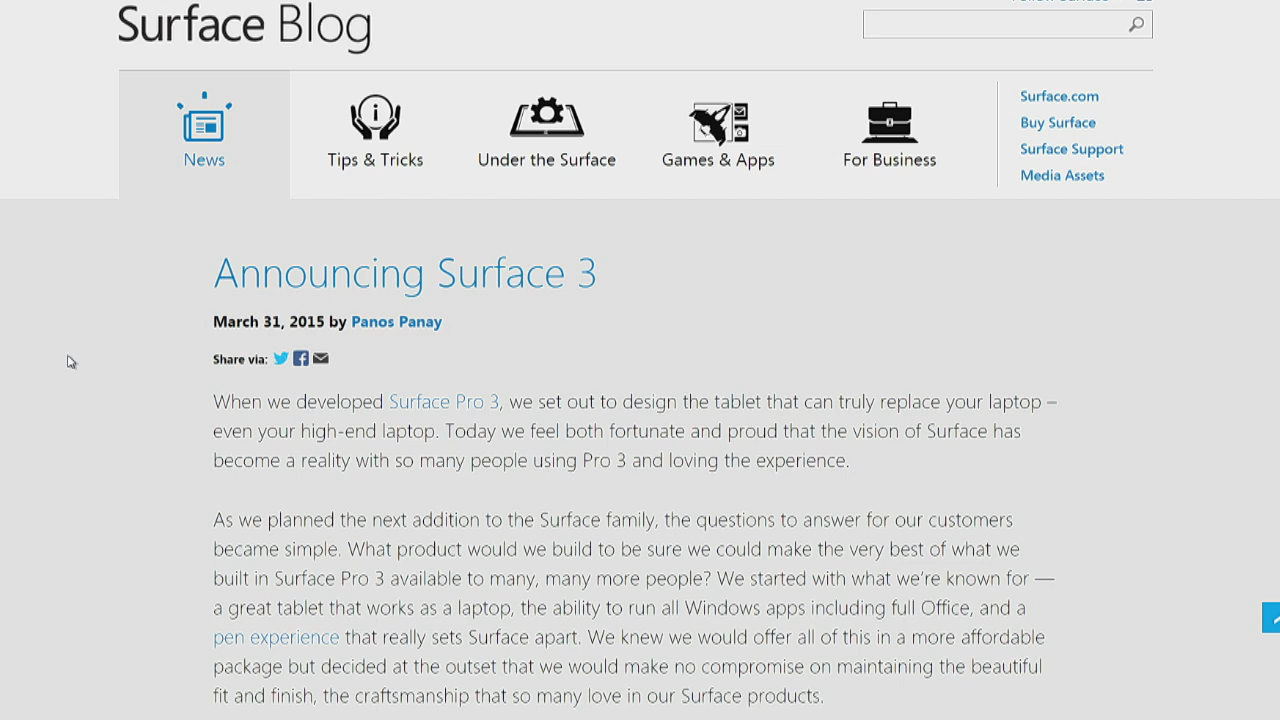 Surface Blog
News
Tips & Tricks
Under the Surface
Games & Apps
For Business
Surface.com
Buy Surface
Surface Support
Media Assets
Announcing Surface 3
March 31, 2015 by Panos Panay
Share via:
When we developed Surface Pro 3, we set out to design the tablet that can truly replace your laptop –
even your high-end laptop. Today we feel both fortunate and proud that the vision of Surface has
become a reality with so many people using Pro 3 and loving the experience.
As we planned the next addition to the Surface family, the questions to answer for our customers
became simple. What product would we build to be sure we could make the very best of what we
built in Surface Pro 3 available to many, many more people? We started with what we're known for —
a great tablet that works as a laptop, the ability to run all Windows apps including full Office, and a
pen experience that really sets Surface apart. We knew we would offer all of this in a more affordable
package but decided at the outset that we would make no compromise on maintaining the beautiful
fit and finish, the craftsmanship that so many love in our Surface products.